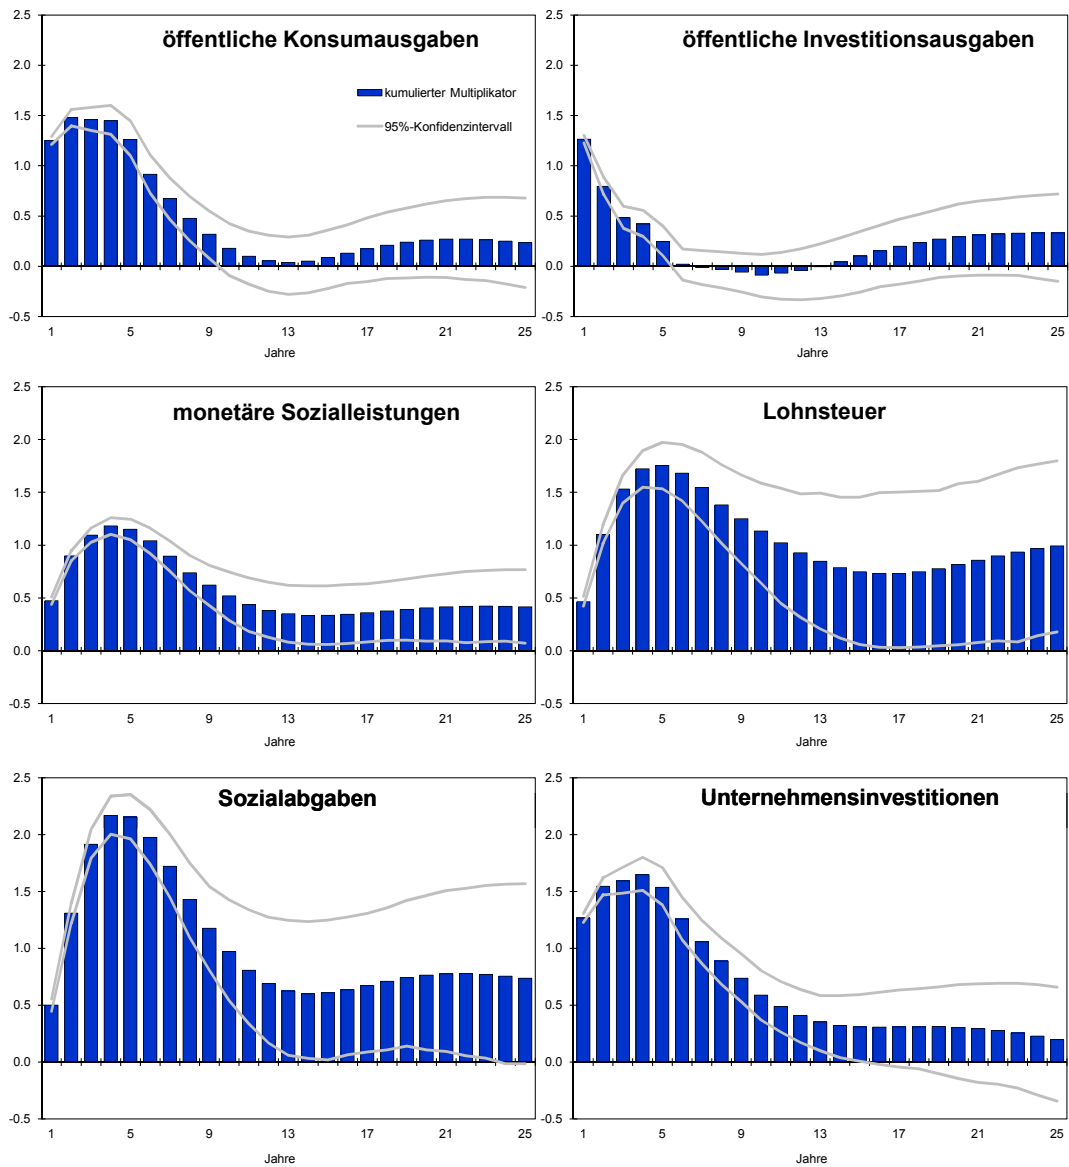 öffentliche Konsumausgaben
2.5
2.0
1.5
1.0
0.5
0.0
-0.5
kumulierter Multiplikator
95%-Konfidenzintervall
1 5 9 13 17 21 25
Jahre
öffentliche Investitionsausgaben
2.5
2.0
1.5
1.0
0.5
0.0
-0.5
1 5 9 13 17 21 25
Jahre
monetäre Sozialleistungen
2.5
2.0
1.5
1.0
0.5
0.0
-0.5
1 5 9 13 17 21 25
Jahre
Lohnsteuer
2.5
2.0
1.5
1.0
0.5
0.0
-0.5
1 5 9 13 17 21 25
Jahre
Sozialabgaben
2.5
2.0
1.5
1.0
0.5
0.0
-0.5
1 5 9 13 17 21 25
Jahre
Unternehmensinvestitionen
2.5
2.0
1.5
1.0
0.5
0.0
-0.5
1 5 9 13 17 21 25
Jahre